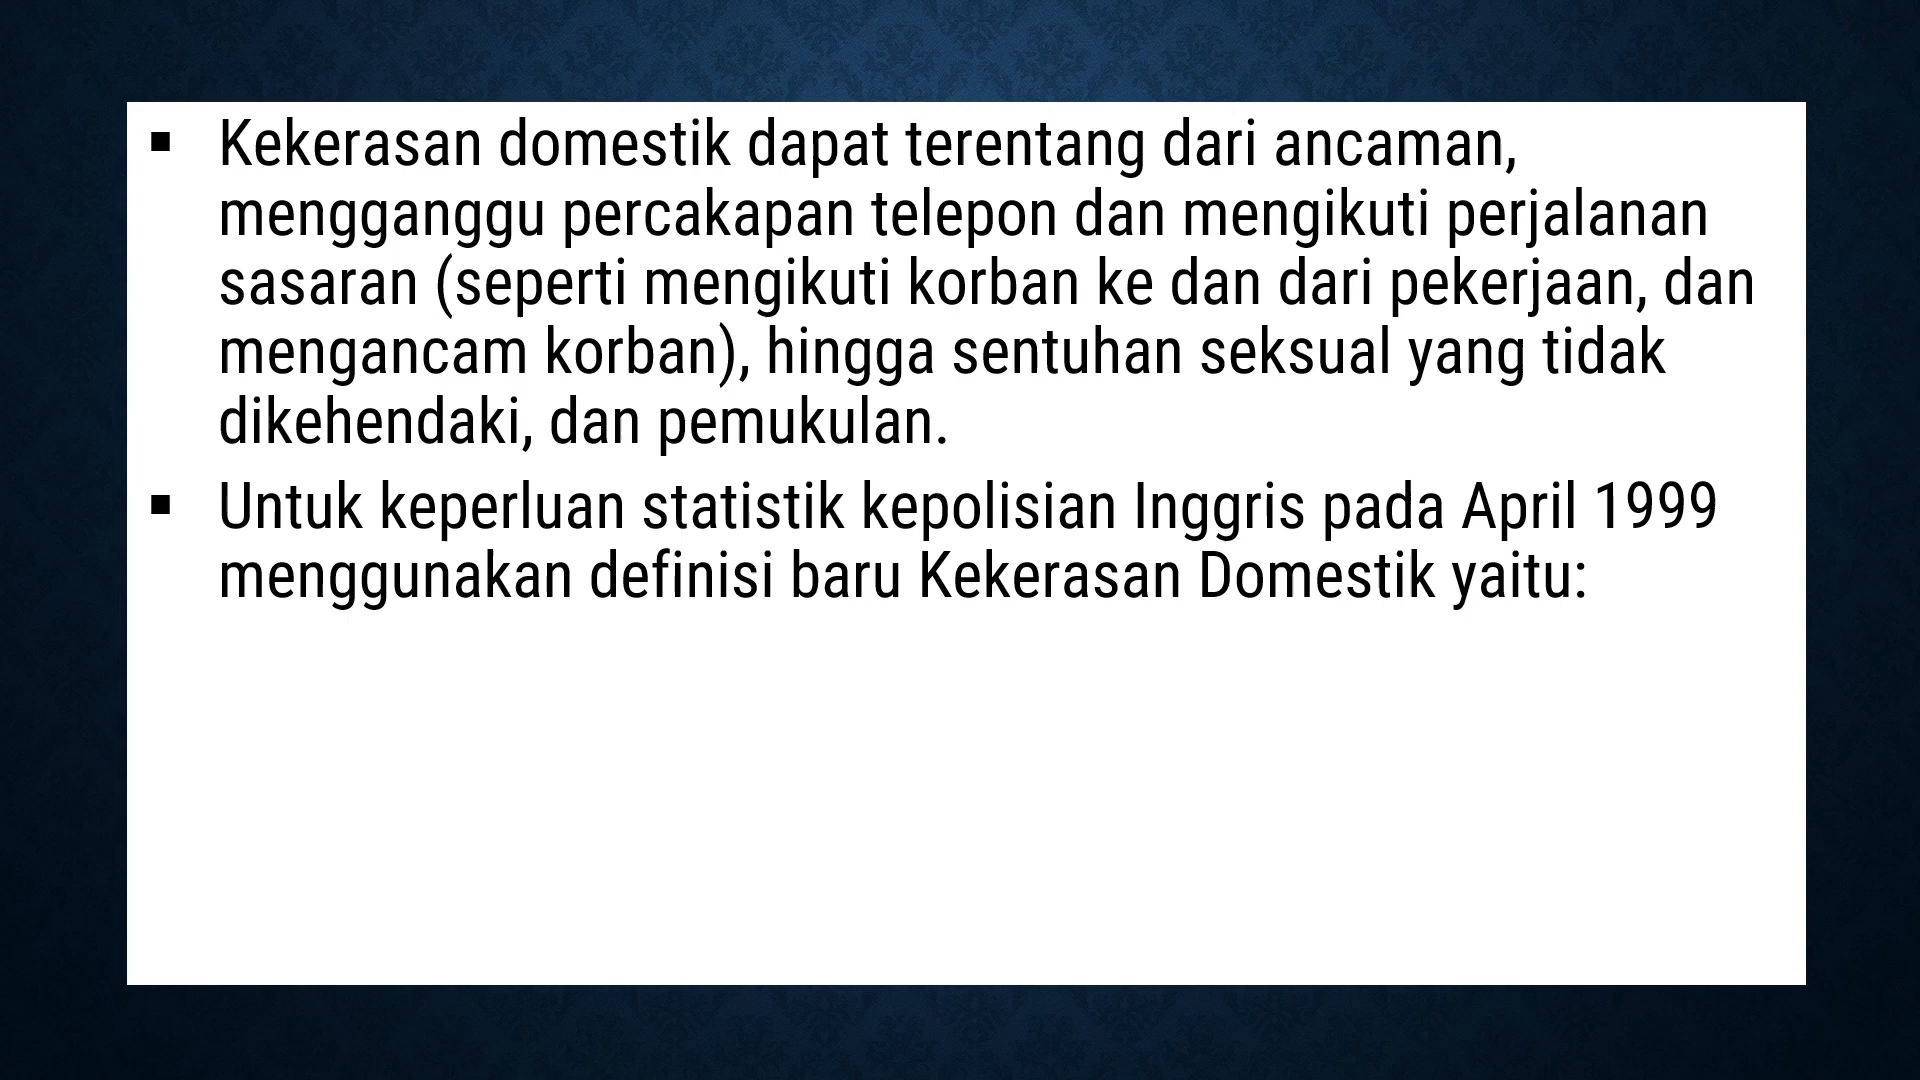 ▪ Kekerasan domestik dapat terentang dari ancaman,
mengganggu percakapan telepon dan mengikuti perjalanan
sasaran (seperti mengikuti korban ke dan dari pekerjaan, dan
mengancam korban), hingga sentuhan seksual yang tidak
dikehendaki, dan pemukulan.
▪ Untuk keperluan statistik kepolisian Inggris pada April 1999
menggunakan definisi baru Kekerasan Domestik yaitu: